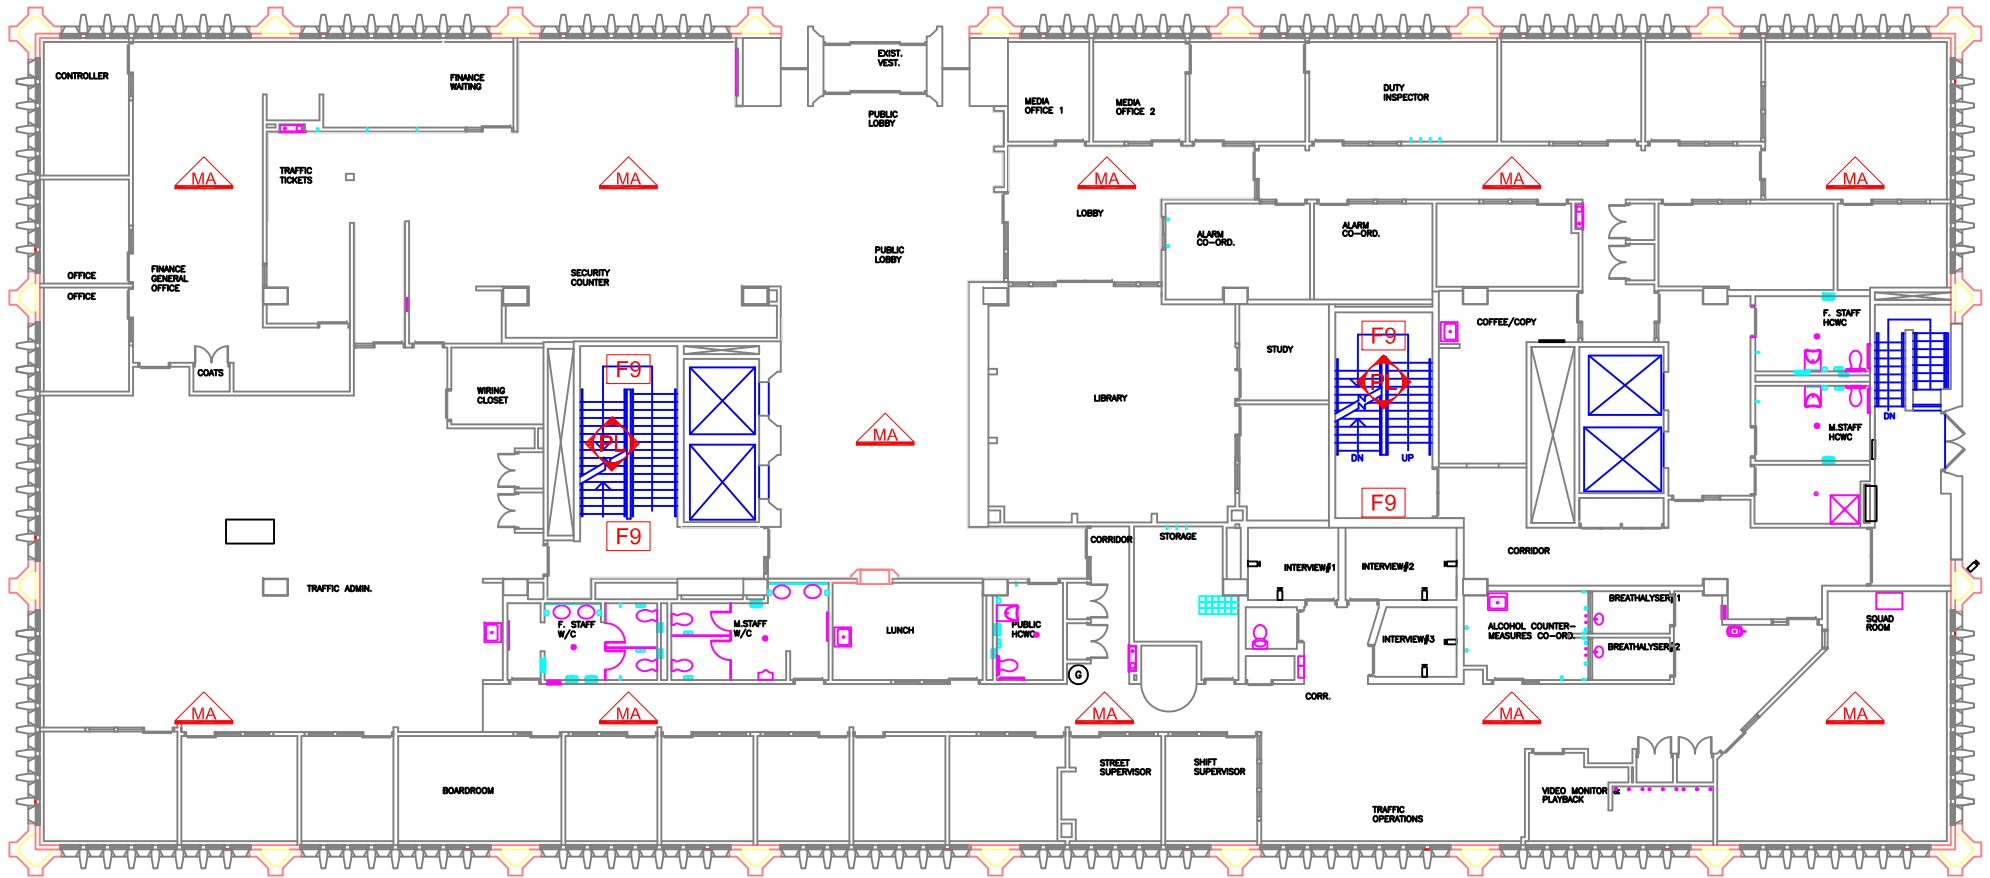 CONTROLLER
FINANCE
WAITING
EXIST.
VEST.
PUBLIC
LOBBY
MEDIA
OFFICE 1
MEDIA
OFFICE 2
DUTY
INSPECTOR
TRAFFIC
TICKETS
MA
MA
MA
MA
MA
LOBBY
ALARM
CO-ORD.
ALARM
CO-ORD.
PUBLIC
LOBBY
OFFICE
OFFICE
FINANCE
GENERAL
OFFICE
SECURITY
COUNTER
COFFEE/COPY
F. STAFF
HCWC
F9
F9
STUDY
COATS
WIRING
CLOSET
LIBRARY
PL
PL
DN
M.STAFF
HCWC
MA
DN
UP
F9
F9
CORRIDOR
STORAGE
CORRIDOR
INTERVIEW#1
INTERVIEW#2
TRAFFIC ADMIN.
F. STAFF
W/C
M.STAFF
W/C
LUNCH
PUBLIC
HCWC
INTERVIEW#3
ALCOHOL COUNTER-
MEASURES CO-ORD.
BREATHALYSER#1
BREATHALYSER#2
SQUAD
ROOM
G
CORR.
MA
MA
MA
MA
MA
BOARDROOM
STREET
SUPERVISOR
SHIFT
SUPERVISOR
VIDEO MONITOR &
PLAYBACK
TRAFFIC
OPERATIONS